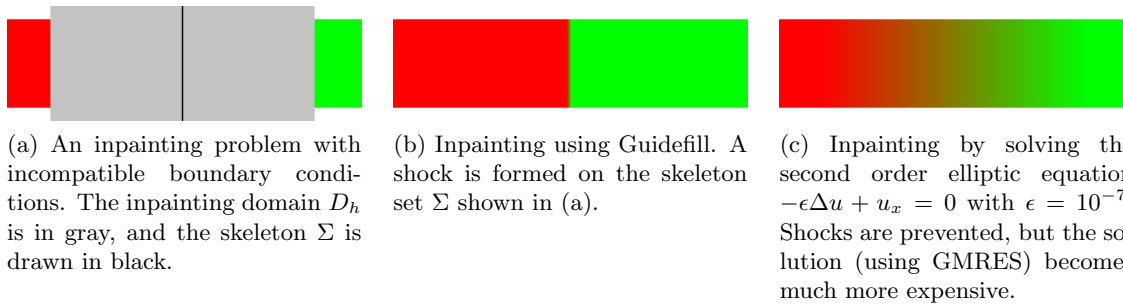 (a) An inpainting problem with
incompatible boundary condi-
tions. The inpainting domain D_h
is in gray, and the skeleton Σ is
drawn in black.
(b) Inpainting using Guidefill. A
shock is formed on the skeleton
set Σ shown in (a).
(c) Inpainting by solving th
second order elliptic equation
−ϵΔu + u_x = 0 with ϵ = 10^{−7}
Shocks are prevented, but the so
lution (using GMRES) become
much more expensive.